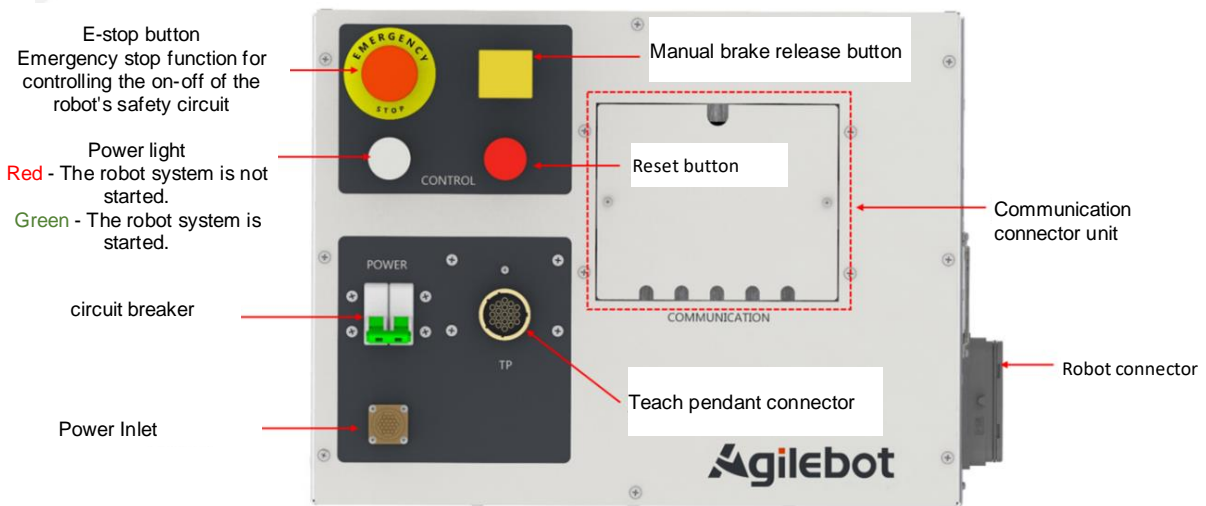 E-stop button
Emergency stop function for
controlling the on-off of the
robot's safety circuit
EMERGENCY
STOP
Manual brake release button
Power light
Red - The robot system is not
started.
Green - The robot system is
started.
CONTROL
Reset button
Communication
connector unit
POWER
circuit breaker
COMMUNICATION
TP
Robot connector
Teach pendant connector
Power Inlet
Agilebot